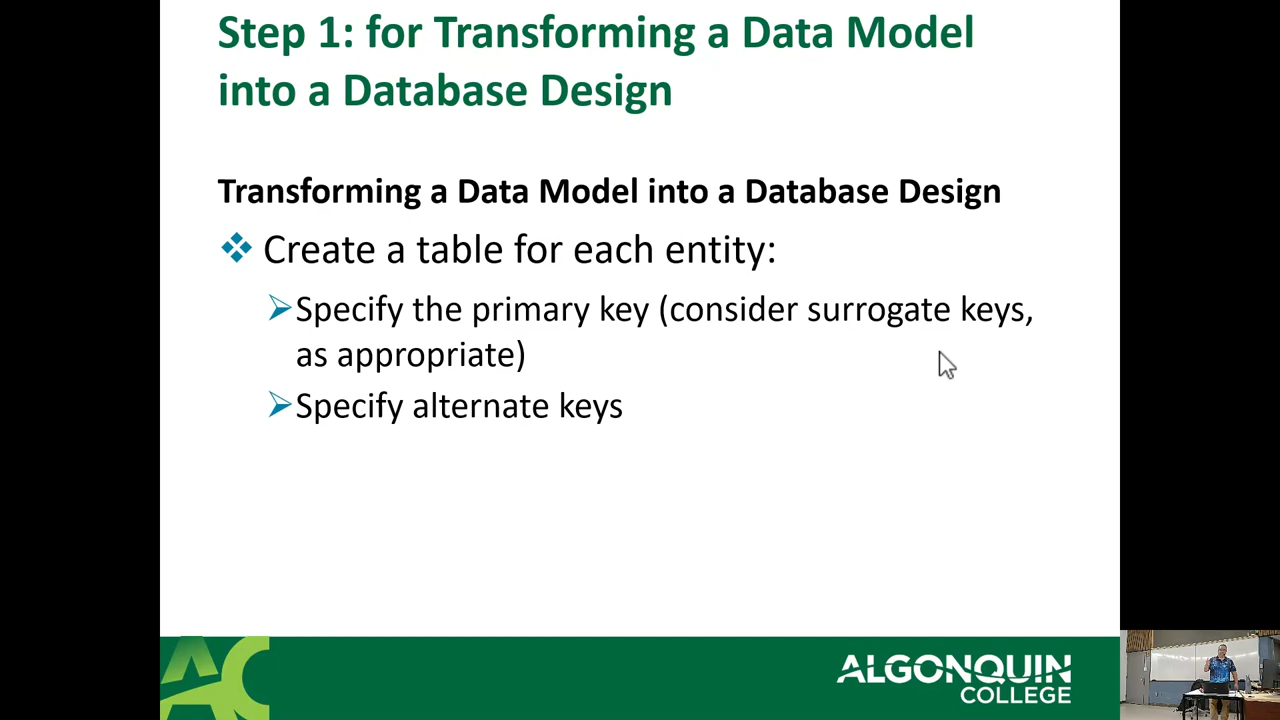 Step 1: for Transforming a Data Model
into a Database Design
Transforming a Data Model into a Database Design
Create a table for each entity:
Specify the primary key (consider surrogate keys,
as appropriate)
Specify alternate keys
AC
ALGONQUIN
COLLEGE